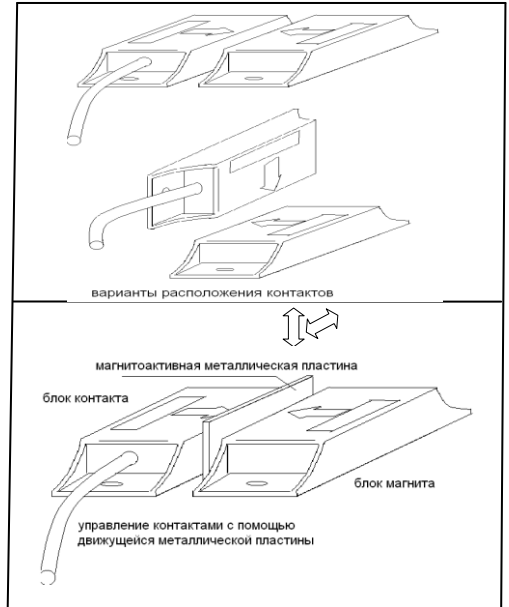 варианты расположения контактов
магнитоактивная металлическая пластина
блок контакта
блок магнита
управление контактами с помощью
движущейся металлической пластины